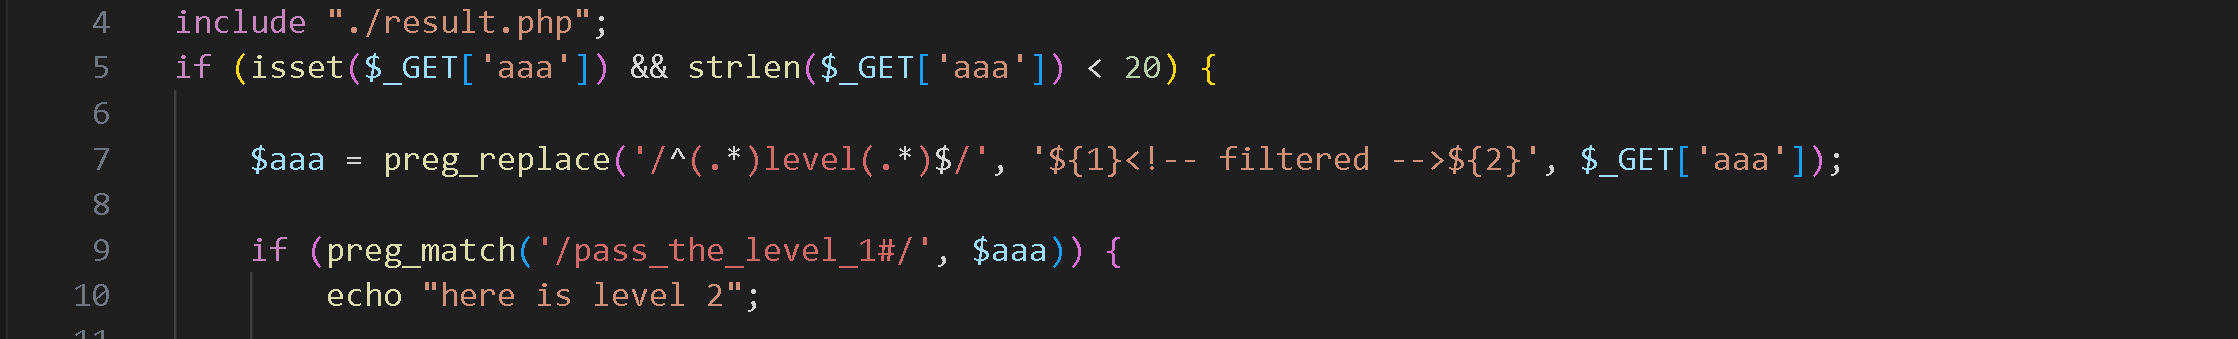 4 include "./result.php";
5 if (isset($_GET['aaa']) && strlen($_GET['aaa']) < 20) {
6
7 $aaa = preg_replace('/^(.*)level(.*)$/', '${1}<!-- filtered -->${2}', $_GET['aaa']);
8
9 if (preg_match('/pass_the_level_1#/', $aaa)) {
10 echo "here is level 2";
11